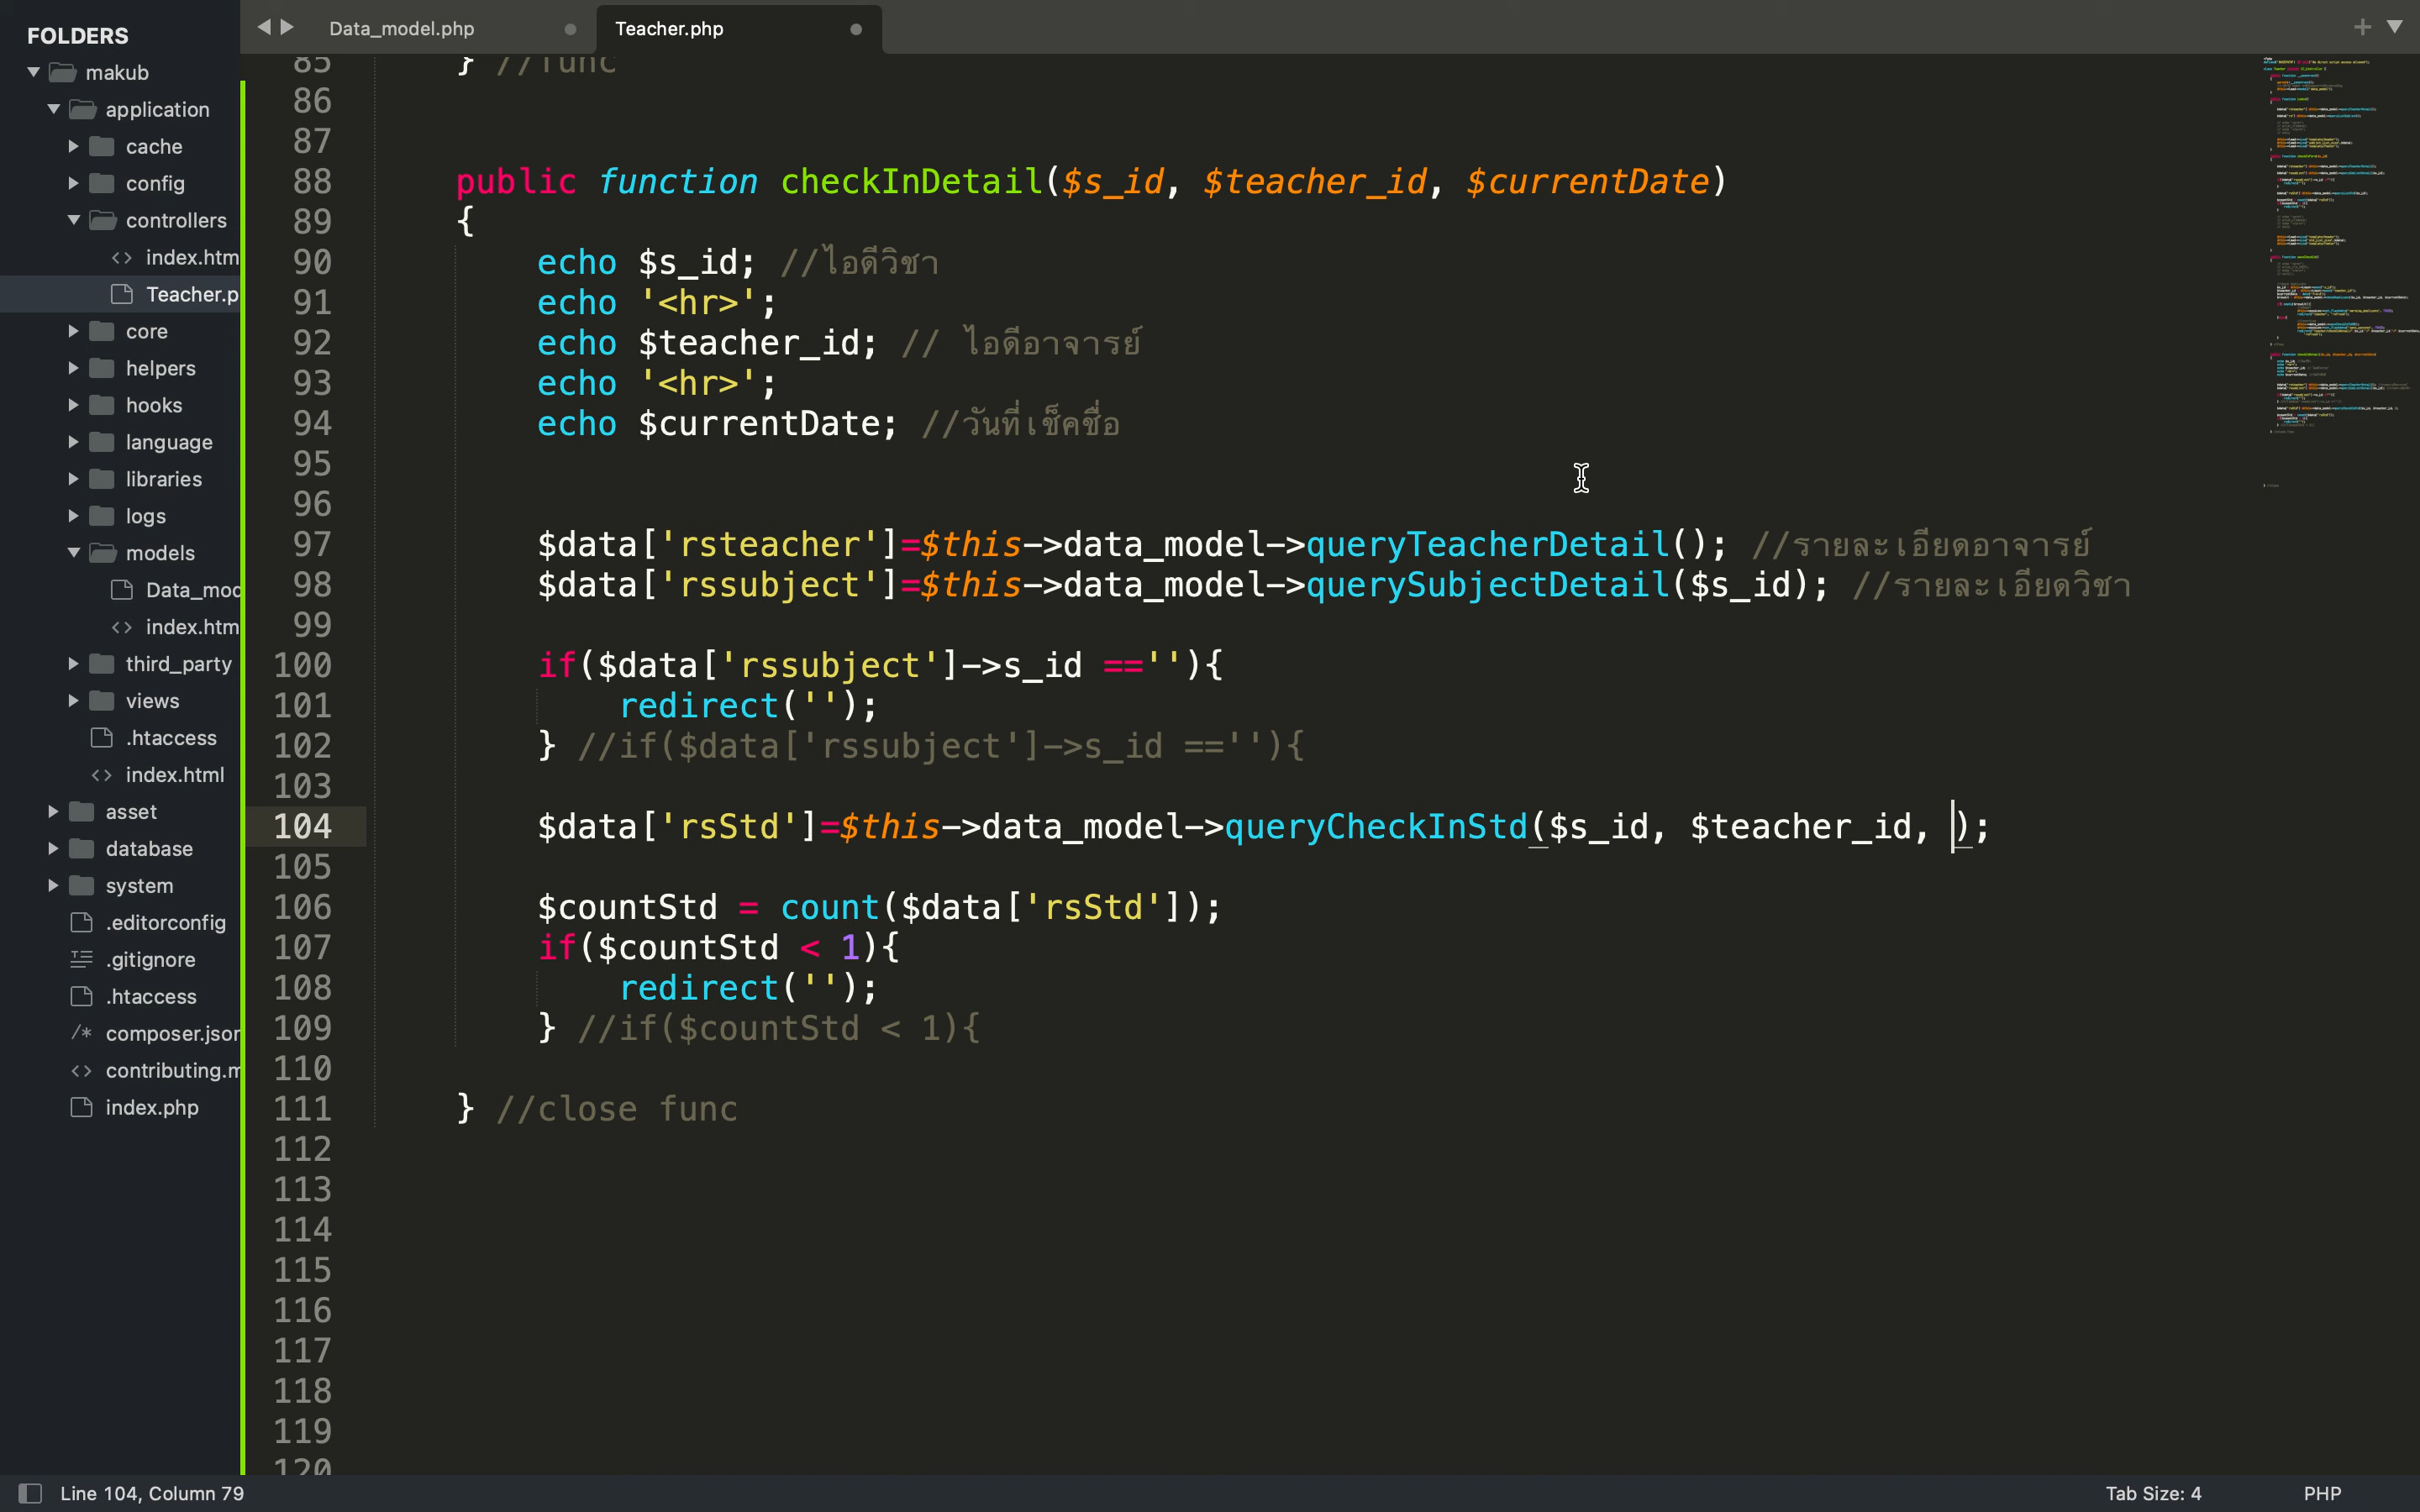 FOLDERS
makub
application
cache
config
controllers
index.htm
Teacher.p
core
helpers
hooks
language
libraries
logs
models
Data_mod
index.htm
third_party
views
.htaccess
index.html
asset
database
system
.editorconfig
.gitignore
.htaccess
composer.jsor
contributing.m
index.php
Data_model.php
Teacher.php
85 } //func
86
87
88 public function checkInDetail($s_id, $teacher_id, $currentDate)
89 {
90 echo $s_id; //ไอดีวิชา
91 echo '<hr>';
92 echo $teacher_id; // ไอดีอาจารย์
93 echo '<hr>';
94 echo $currentDate; //วันที่เช็คชื่อ
95
96
97 $data['rsteacher']=$this->data_model->queryTeacherDetail(); //รายละเอียดอาจารย์
98 $data['rssubject']=$this->data_model->querySubjectDetail($s_id); //รายละเอียดวิชา
99
100 if($data['rssubject']->s_id ==''){
101 redirect('');
102 } //if($data['rssubject']->s_id ==''){
103
104 $data['rsStd']=$this->data_model->queryCheckInStd($s_id, $teacher_id, );
105
106 $countStd = count($data['rsStd']);
107 if($countStd < 1){
108 redirect('');
109 } //if($countStd < 1){
110
111 } //close func
112
113
114
115
116
117
118
119
120
Line 104, Column 79
Tab Size: 4
PHP